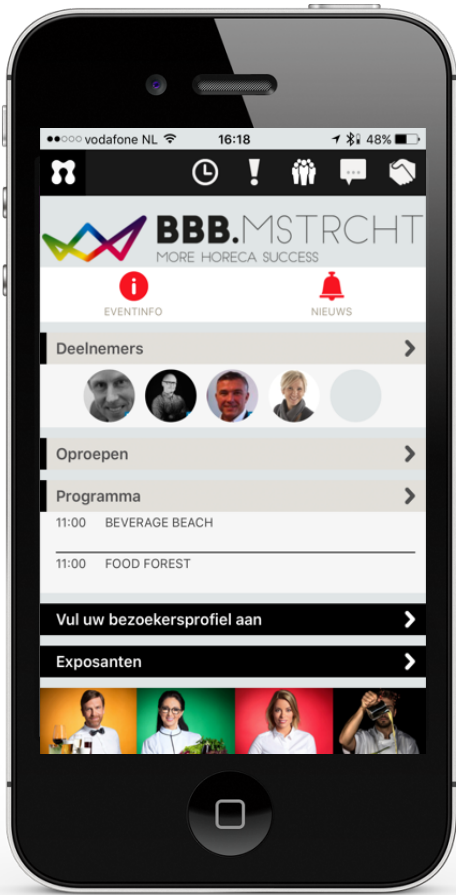 vodafone NL 16:18 48%
BBB.MSTRCHT
MORE HORECA SUCCESS
EVENTINFO NIEUWS
Deelnemers
Oproepen
Programma
11:00 BEVERAGE BEACH
11:00 FOOD FOREST
Vul uw bezoekersprofiel aan
Exposanten